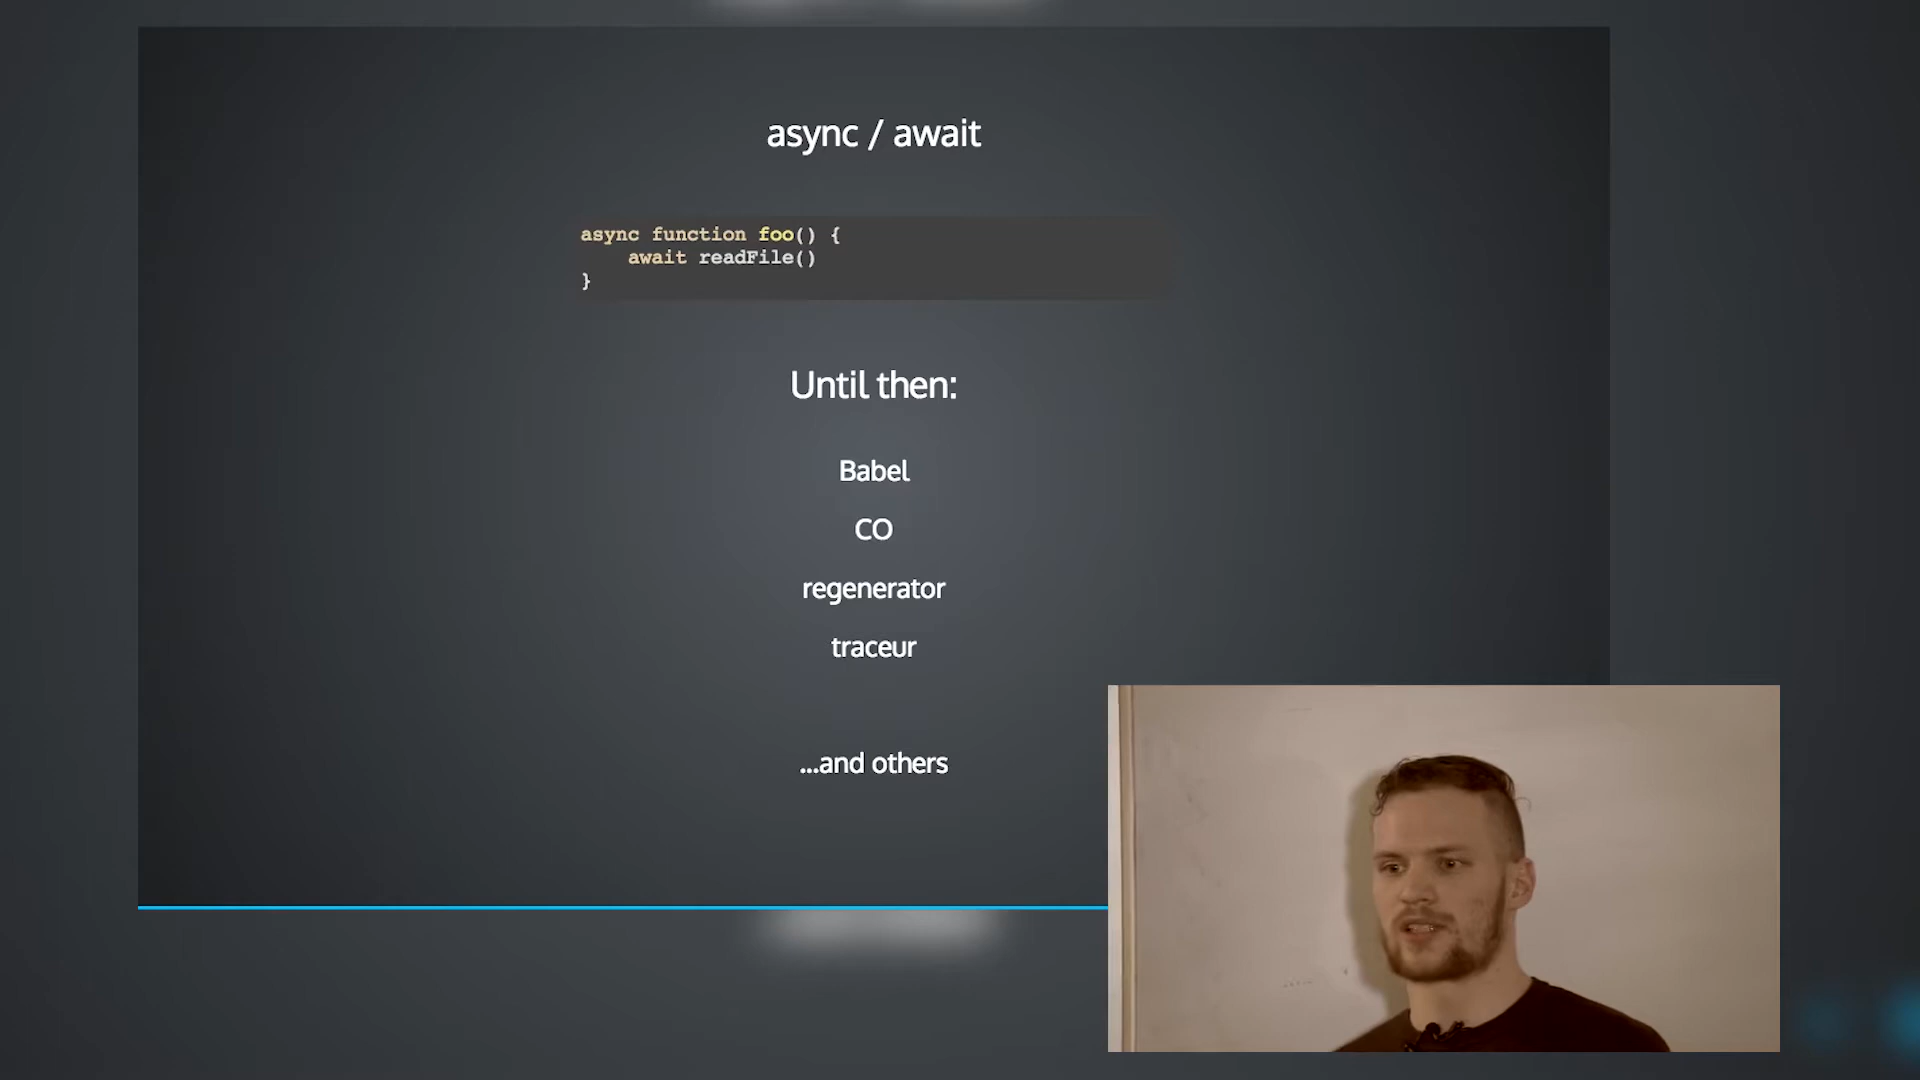 async / await
async function foo() {
    await readFile()
}
Until then:
Babel
CO
regenerator
traceur
...and others